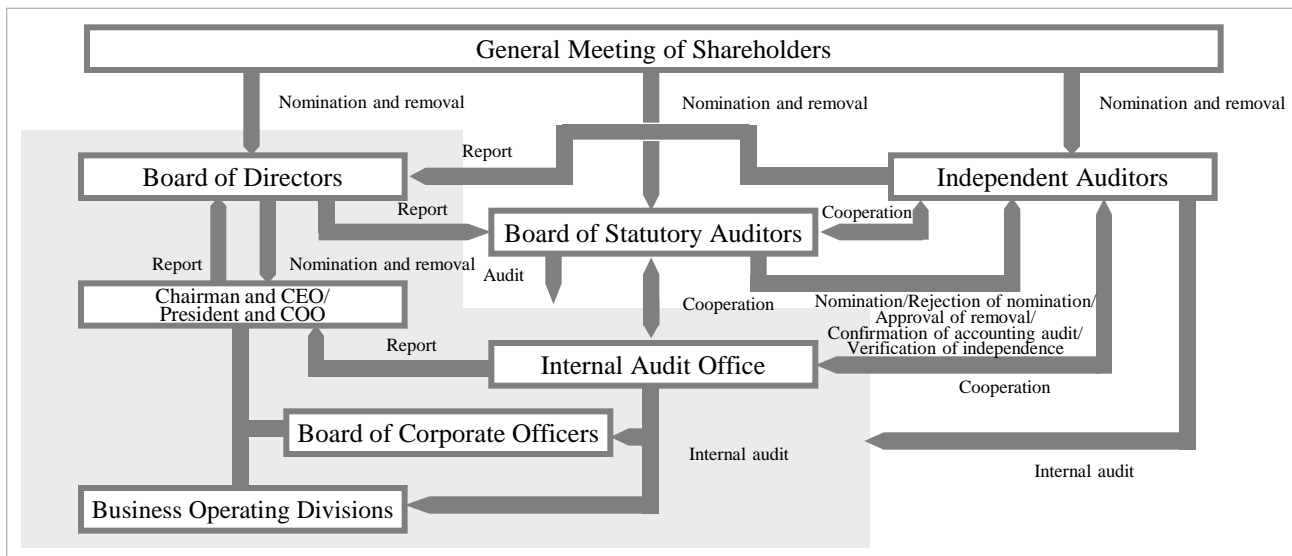 General Meeting of Shareholders
Nomination and removal
Nomination and removal
Nomination and removal
Report
Board of Directors
Independent Auditors
Report
Cooperation
Board of Statutory Auditors
Report
Nomination and removal
Audit
Chairman and CEO/
President and COO
Cooperation
Nomination/Rejection of nomination/
Approval of removal/
Confirmation of accounting audit/
Verification of independence
Report
Internal Audit Office
Cooperation
Board of Corporate Officers
Internal audit
Internal audit
Business Operating Divisions